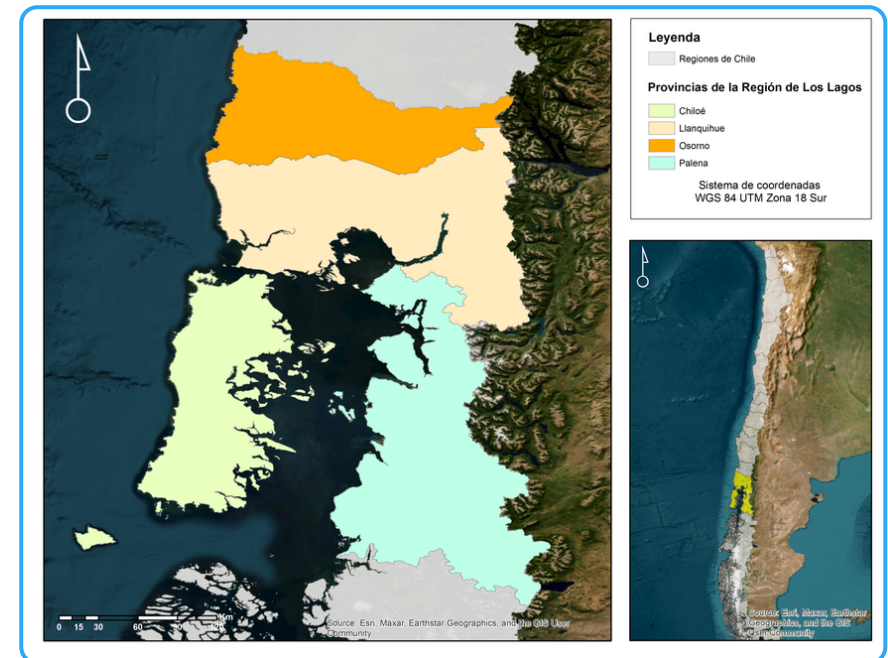 Leyenda
Regiones de Chile
Provincias de la Región de Los Lagos
Chiloé
Llanquihue
Osorno
Palena
Sistema de coordenadas
WGS 84 UTM Zona 18 Sur
0 15 30 60 90 Km
Source: Esri, Maxar, Earthstar Geographics, and the GIS User
Community
Source: Esri, Maxar, Earthstar
Geographics, and the GIS
User Community